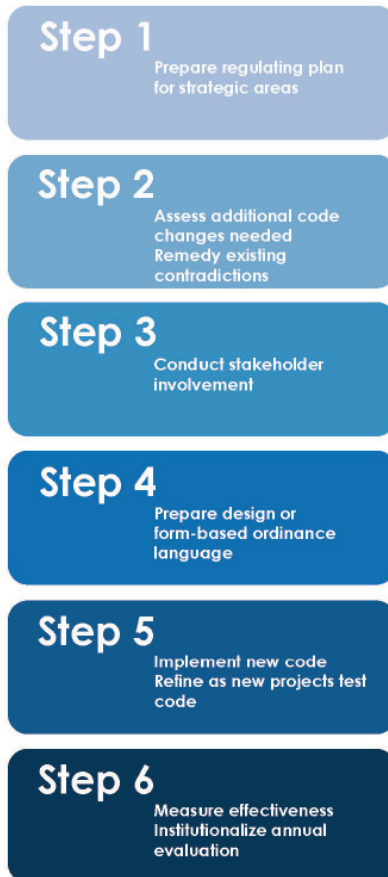 Step 1
Prepare regulating plan
for strategic areas
Step 2
Assess additional code
changes needed
Remedy existing
contradictions
Step 3
Conduct stakeholder
involvement
Step 4
Prepare design or
form-based ordinance
language
Step 5
Implement new code
Refine as new projects test
code
Step 6
Measure effectiveness
Institutionalize annual
evaluation